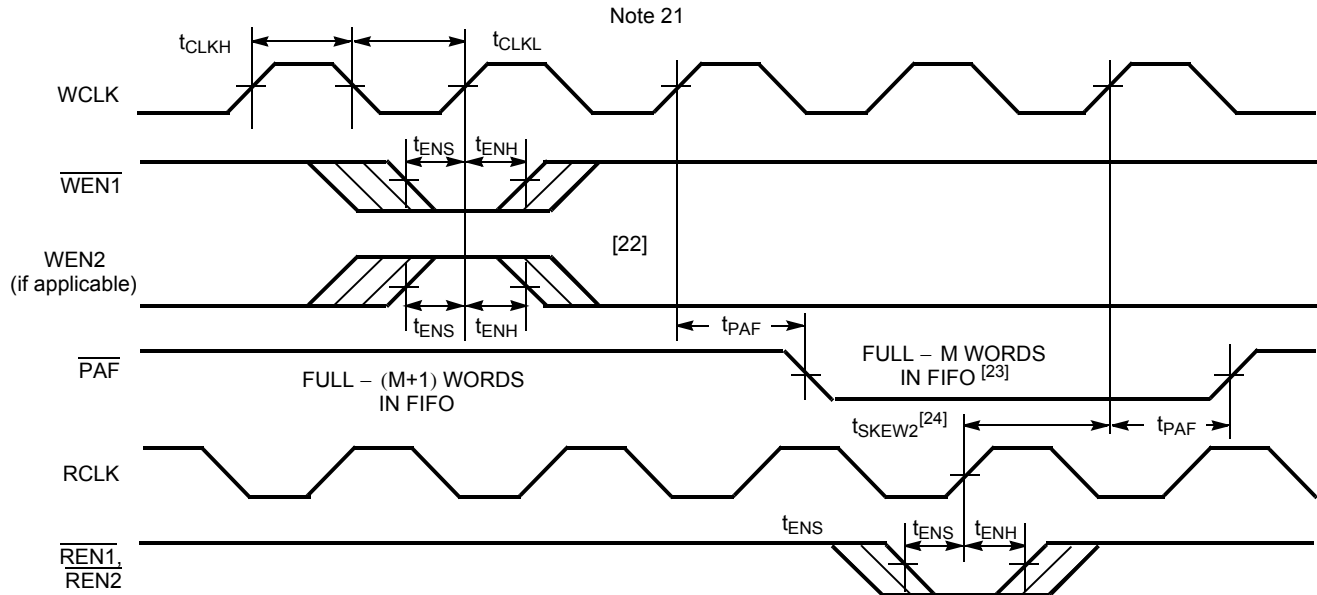 Note 21
tCLKH
tCLKL
WCLK
tENS
tENH
WEN1
WEN2
(if applicable)
[22]
tENS
tENH
tPAF
PAF
FULL – (M+1) WORDS
IN FIFO
FULL – M WORDS
IN FIFO [23]
tSKEW2[24]
tPAF
RCLK
tENS
tENS
tENH
REN1,
REN2